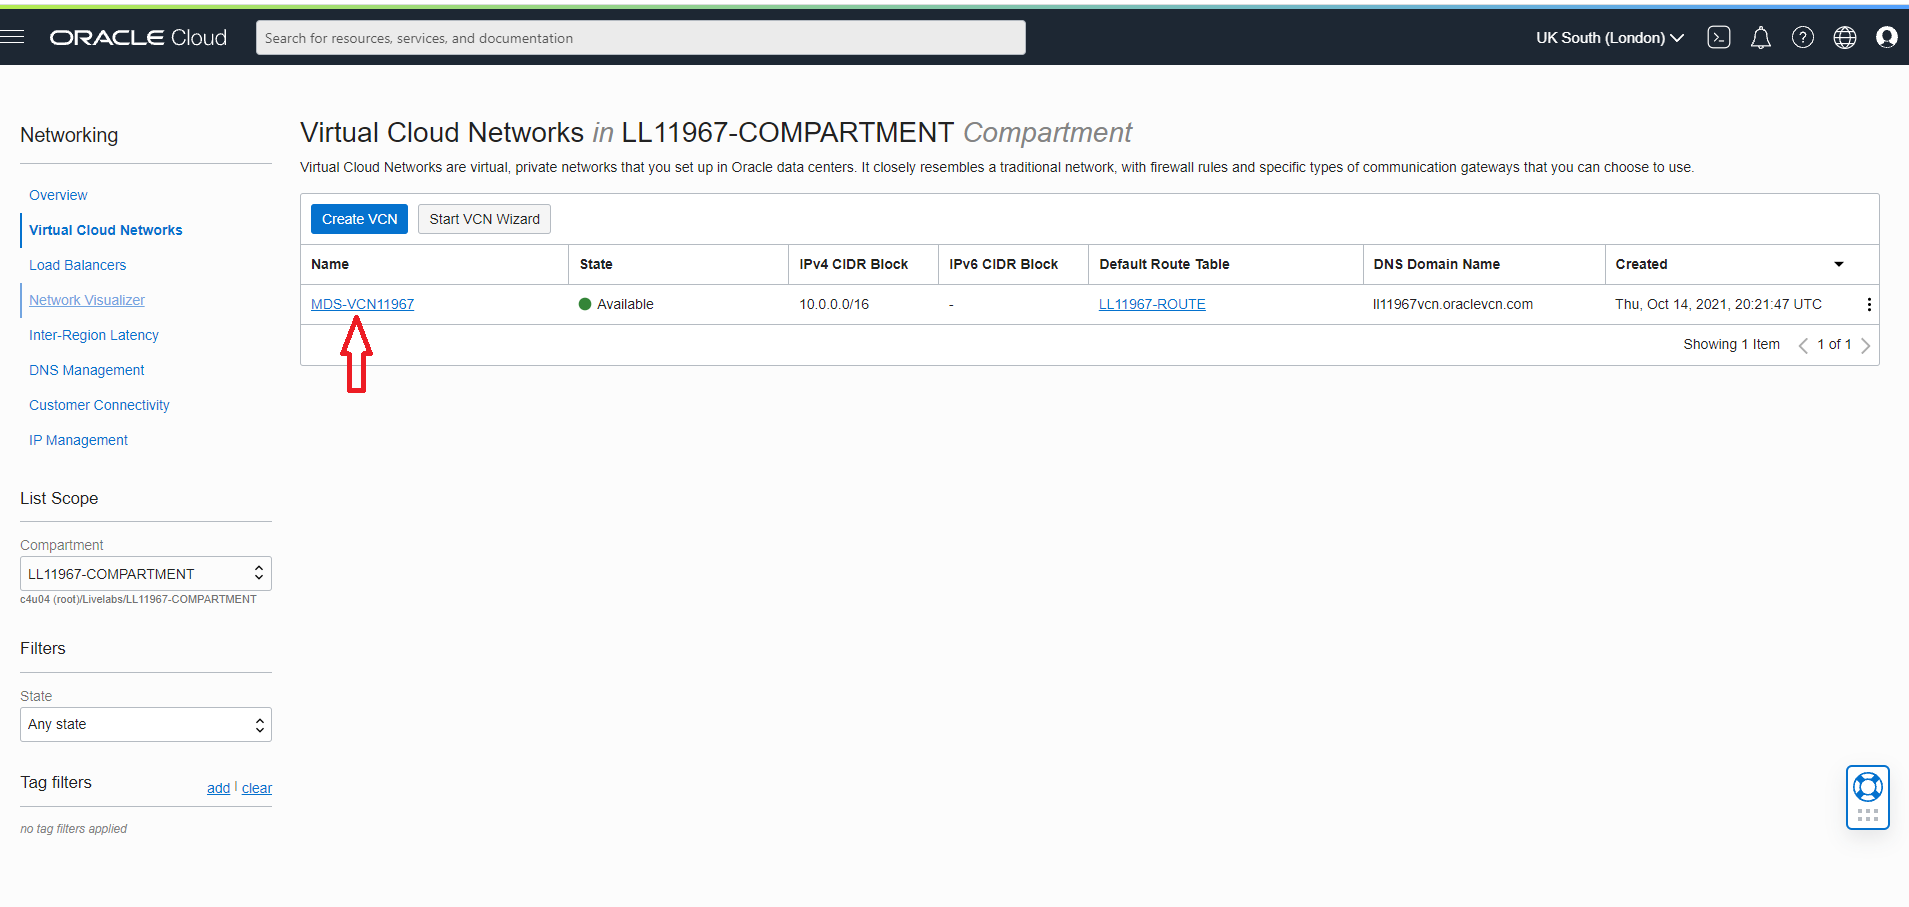 ORACLE Cloud
Search for resources, services, and documentation
UK South (London)
Networking
Overview
Virtual Cloud Networks
Load Balancers
Network Visualizer
Inter-Region Latency
DNS Management
Customer Connectivity
IP Management
List Scope
Compartment
LL11967-COMPARTMENT
c4u04 (root)/Livelabs/LL11967-COMPARTMENT
Filters
State
Any state
Tag filters
add | clear
no tag filters applied
Virtual Cloud Networks in LL11967-COMPARTMENT Compartment
Virtual Cloud Networks are virtual, private networks that you set up in Oracle data centers. It closely resembles a traditional network, with firewall rules and specific types of communication gateways that you can choose to use.
Create VCN Start VCN Wizard
Name State IPv4 CIDR Block IPv6 CIDR Block Default Route Table DNS Domain Name Created
MDS-VCN11967 Available 10.0.0.0/16 - LL11967-ROUTE ll11967vcn.oraclevcn.com Thu, Oct 14, 2021, 20:21:47 UTC
Showing 1 Item 1 of 1